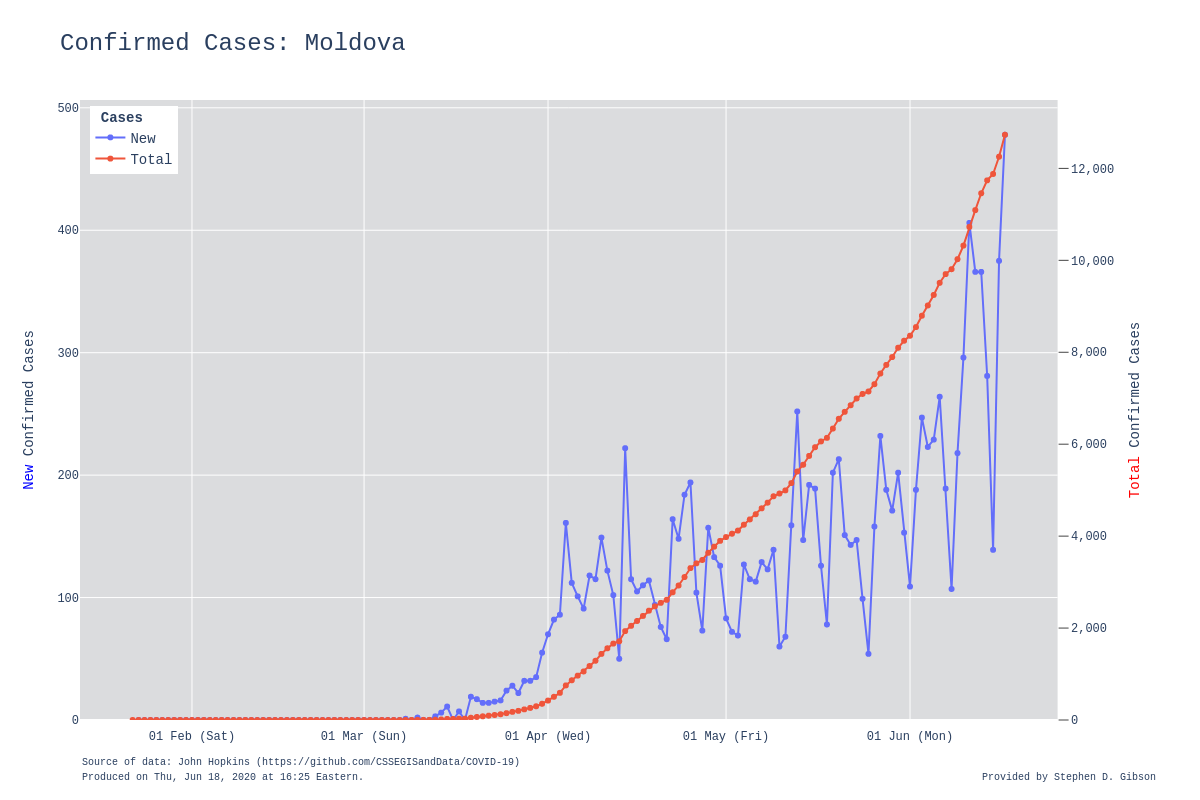 Confirmed Cases: Moldova
Cases
New
Total
500
400
300
200
100
0
12,000
10,000
8,000
6,000
4,000
2,000
0
New Confirmed Cases
Total Confirmed Cases
01 Feb (Sat)
01 Mar (Sun)
01 Apr (Wed)
01 May (Fri)
01 Jun (Mon)
Source of data: John Hopkins (https://github.com/CSSEGISandData/COVID-19)
Produced on Thu, Jun 18, 2020 at 16:25 Eastern.
Provided by Stephen D. Gibson